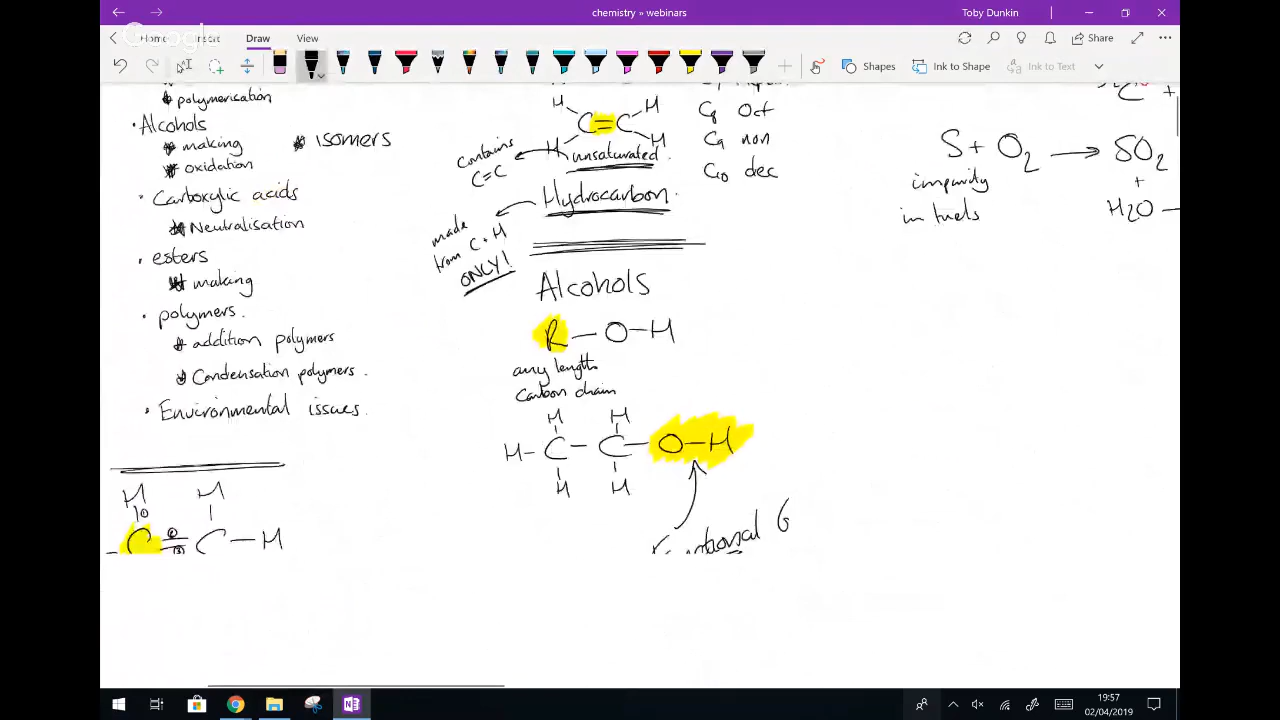 chemistry » webinars
Toby Dunkin
Google
Home
Insert
Draw
View
Share
Shapes
Ink to Shape
Ink to Text
* polymerisation
• Alcohols
* making
* oxidation
* isomers
• Carboxylic acids
* Neutralisation
• esters
* making
• polymers.
* addition polymers
* Condensation polymers.
• Environmental issues.
H H
C = C — H
H H
C = C
H H
unsaturated.
contains
C=C
Hydrocarbon.
made
from C + H
ONLY!
C8 Oct
C9 non
C10 dec
Alcohols
R — O — H
any length
Carbon chain
H H
H - C - C - O - H
H H
Functional G
S + O2 → SO2
impurity
in fuels
+
H2O
19:57
02/04/2019